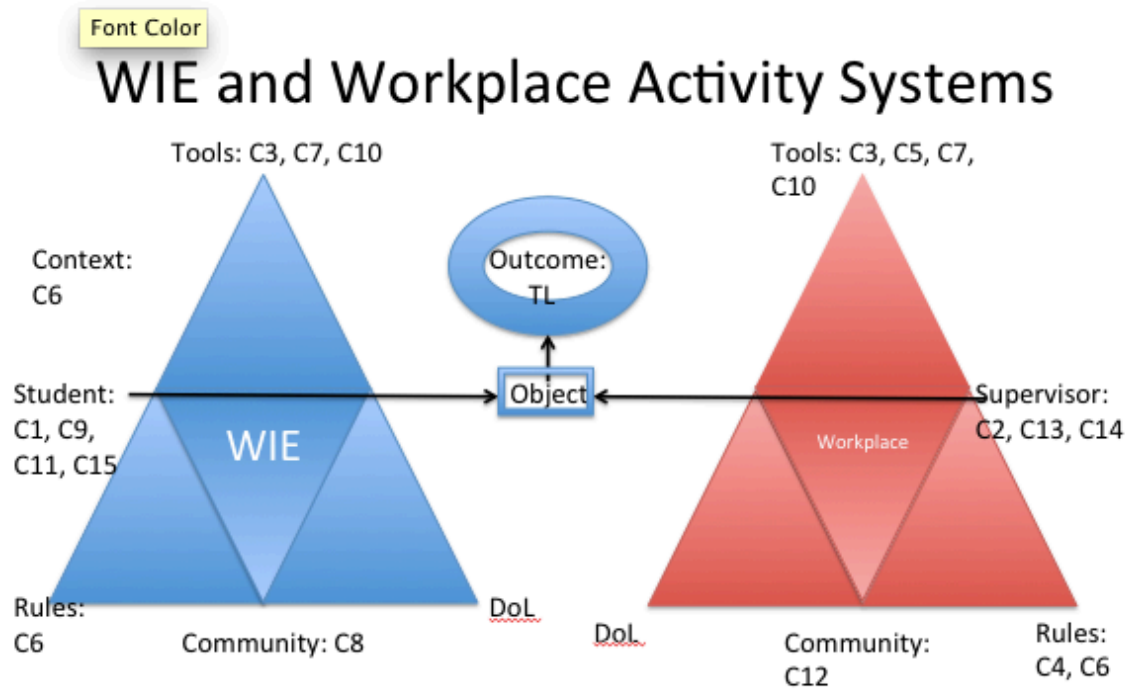 Font Color
WIE and Workplace Activity Systems
Tools: C3, C7, C10
Tools: C3, C5, C7,
C10
Context:
C6
Outcome:
TL
Student:
C1, C9,
C11, C15
Object
Supervisor:
C2, C13, C14
WIE
Workplace
Rules:
C6
Community: C8
DoL
DoL
Community:
C12
Rules:
C4, C6